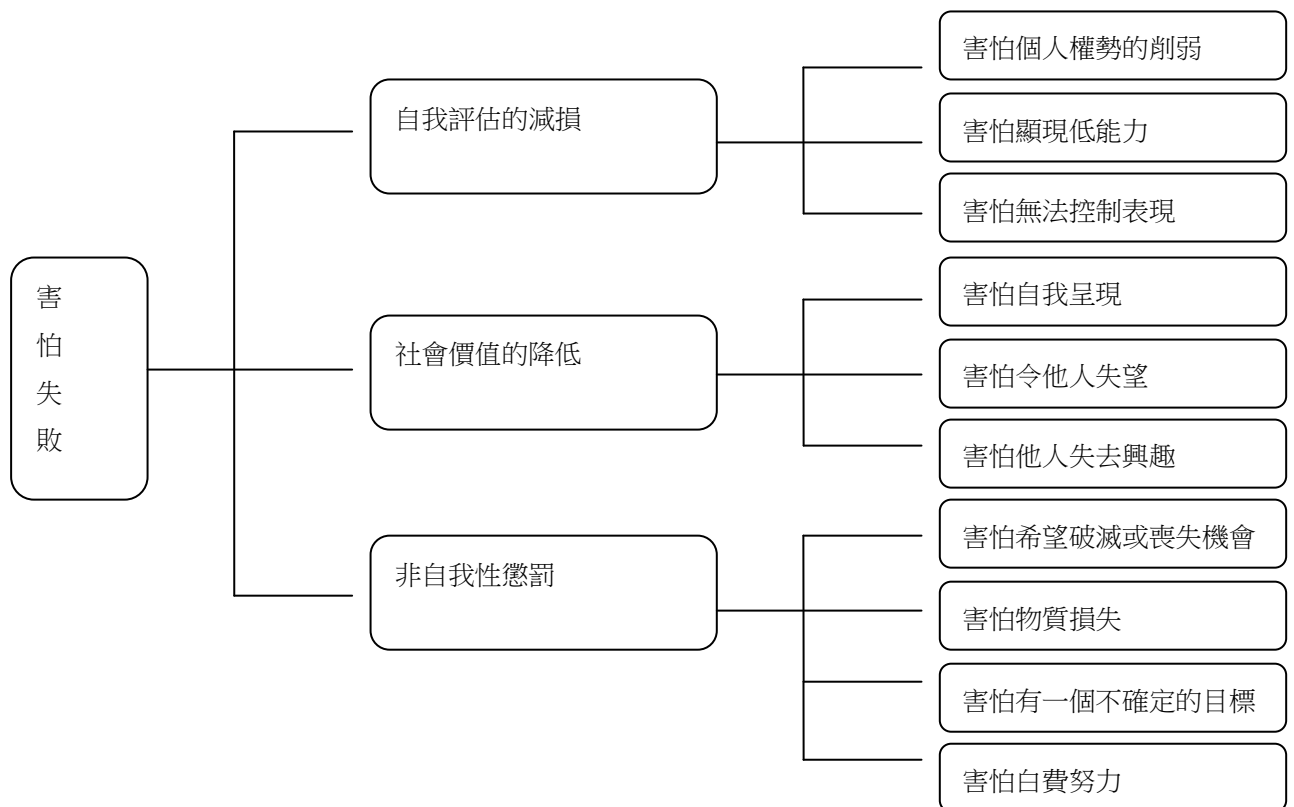 害怕失敗
自我評估的減損
害怕個人權勢的削弱
害怕顯現低能力
害怕無法控制表現
社會價值的降低
害怕自我呈現
害怕令他人失望
害怕他人失去興趣
非自我性懲罰
害怕希望破滅或喪失機會
害怕物質損失
害怕有一個不確定的目標
害怕白費努力